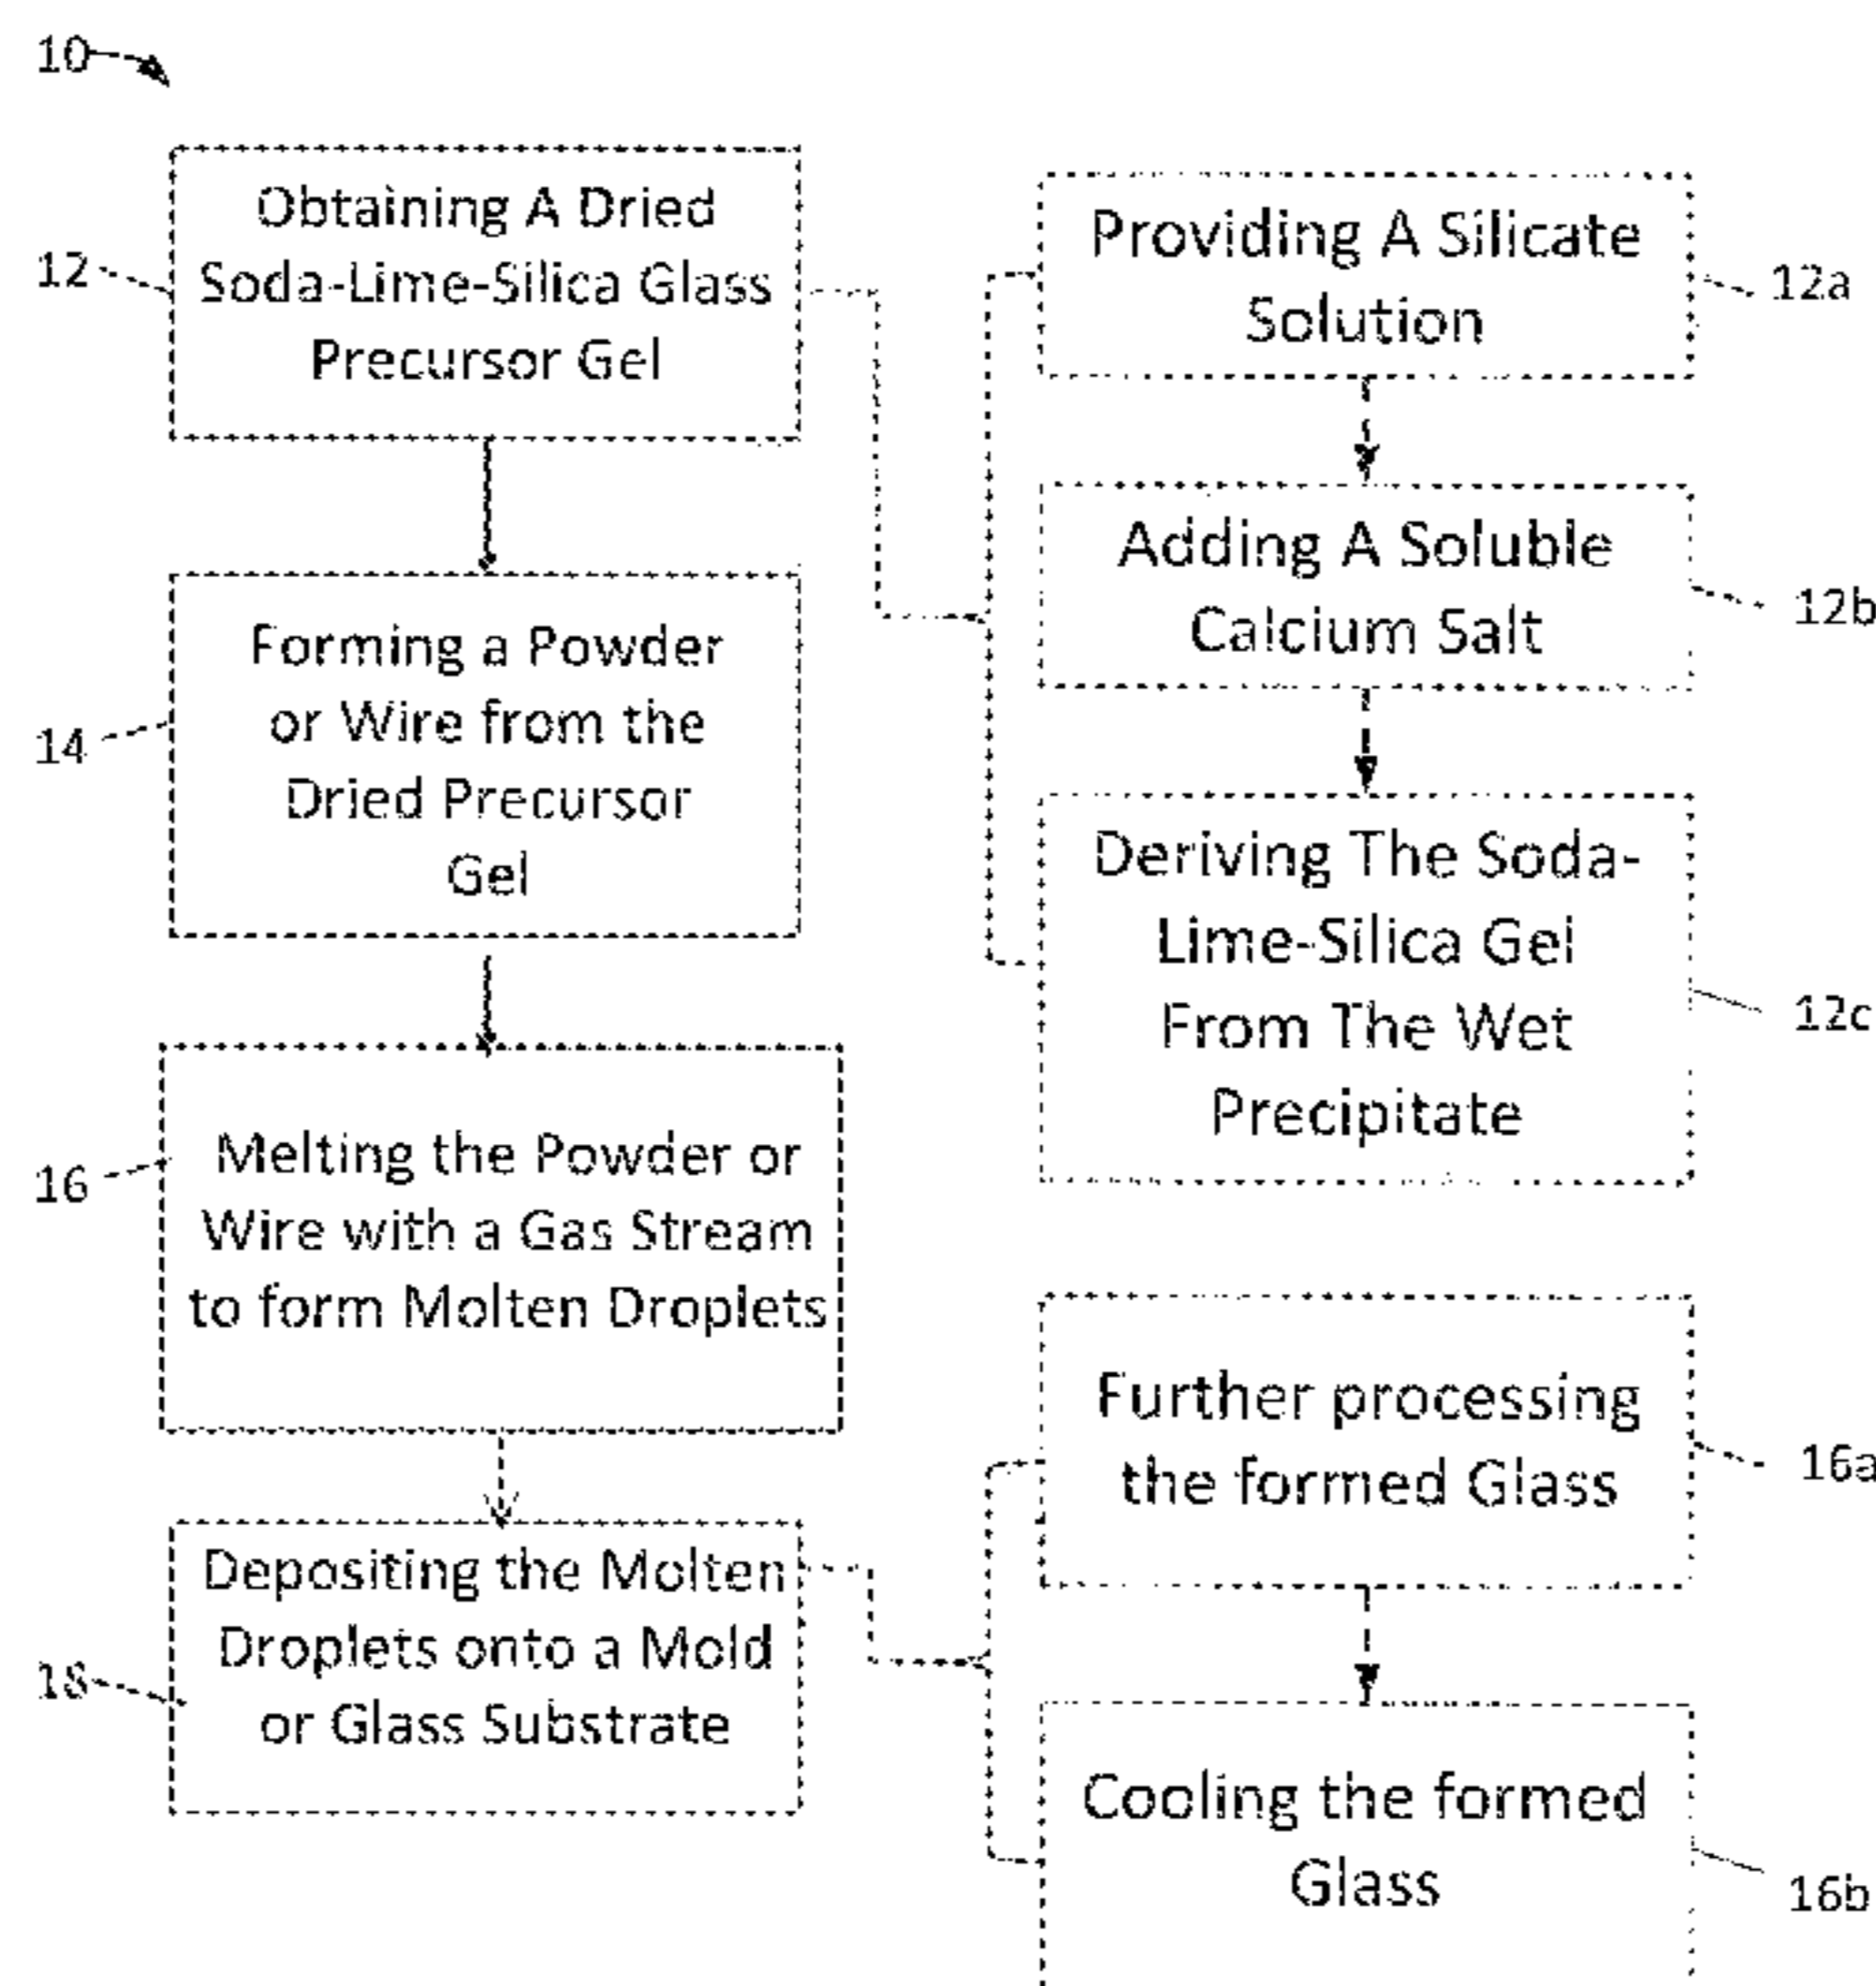 10
12
Obtaining A Dried
Soda-Lime-Silica Glass
Precursor Gel
14
Forming a Powder
or Wire from the
Dried Precursor
Gel
16
Melting the Powder or
Wire with a Gas Stream
to form Molten Droplets
18
Depositing the Molten
Droplets onto a Mold
or Glass Substrate
Providing A Silicate
Solution
12a
Adding A Soluble
Calcium Salt
12b
Deriving The Soda-
Lime-Silica Gel
From The Wet
Precipitate
12c
Further processing
the formed Glass
16a
Cooling the formed
Glass
16b